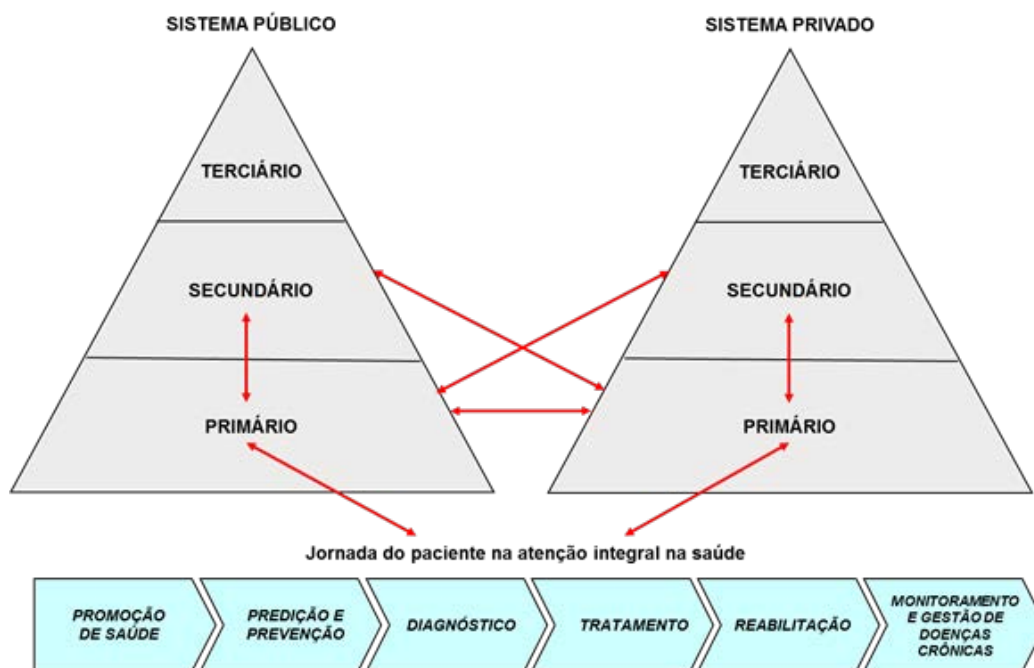 SISTEMA PÚBLICO
SISTEMA PRIVADO
TERCIÁRIO
TERCIÁRIO
SECUNDÁRIO
SECUNDÁRIO
PRIMÁRIO
PRIMÁRIO
Jornada do paciente na atenção integral na saúde
PROMOÇÃO
DE SAÚDE
PREDIÇÃO E
PREVENÇÃO
DIAGNÓSTICO
TRATAMENTO
REABILITAÇÃO
MONITORAMENTO
E GESTÃO DE
DOENÇAS
CRÔNICAS